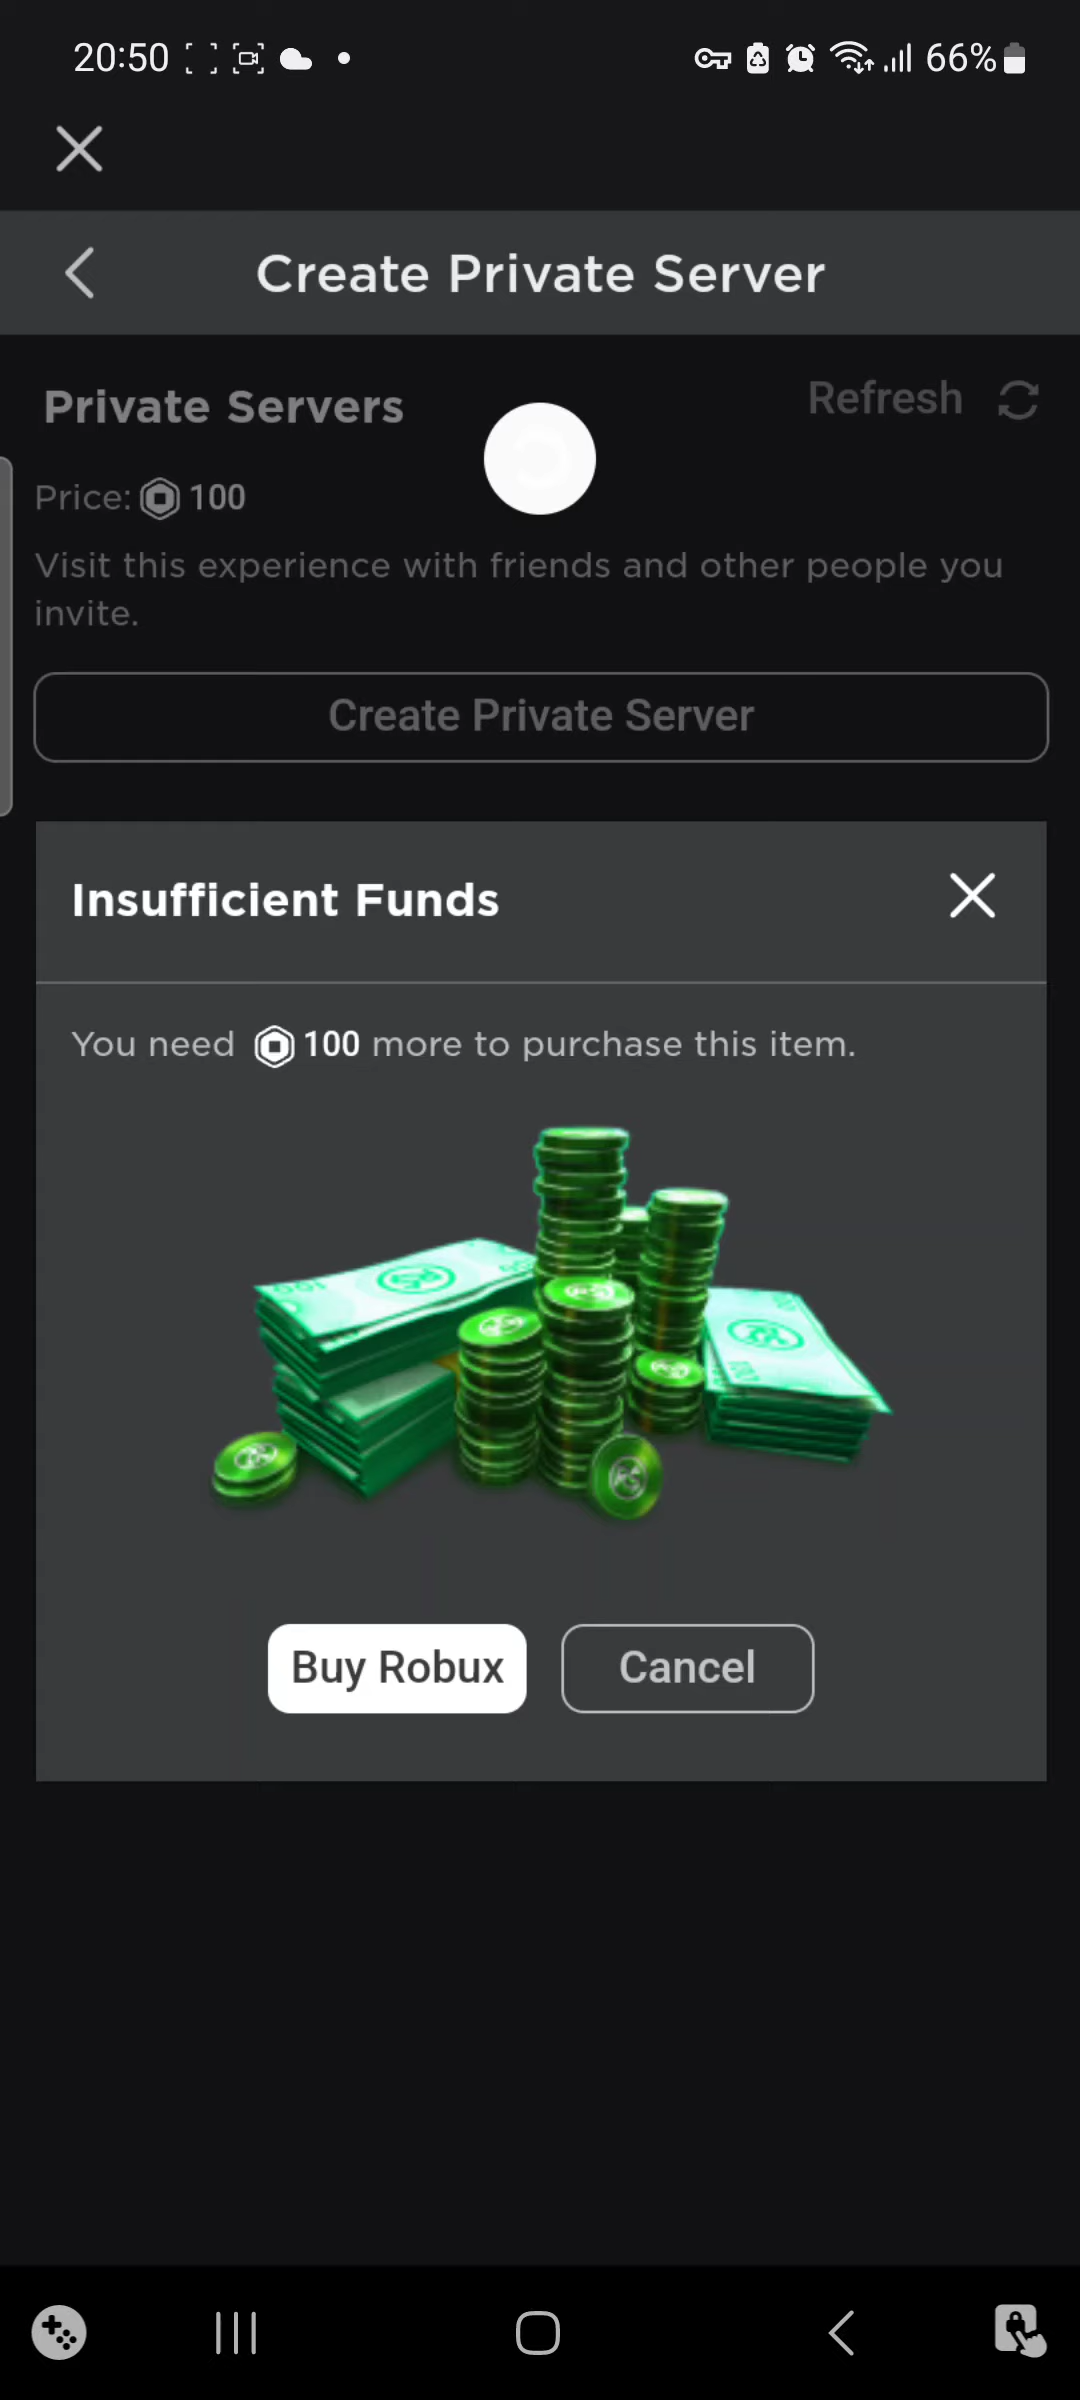 20:50
66%
Create Private Server
Private Servers
Refresh
Price: 100
Visit this experience with friends and other people you
invite.
Create Private Server
Insufficient Funds
You need 100 more to purchase this item.
Buy Robux
Cancel